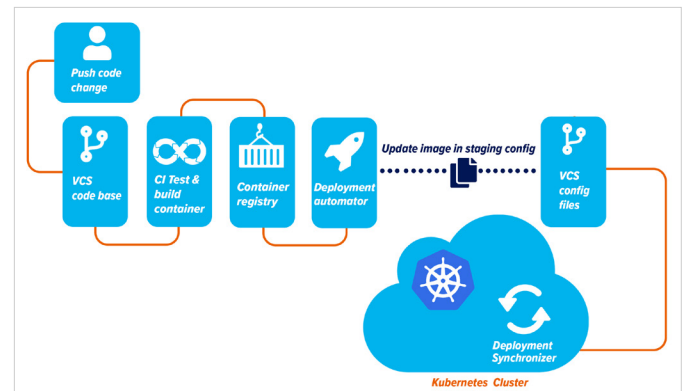 Push code
change
VCS
code base
CI Test &
build
container
Container
registry
Deployment
automator
Update image in staging config
VCS
config
files
Deployment
Synchronizer
Kubernetes Cluster